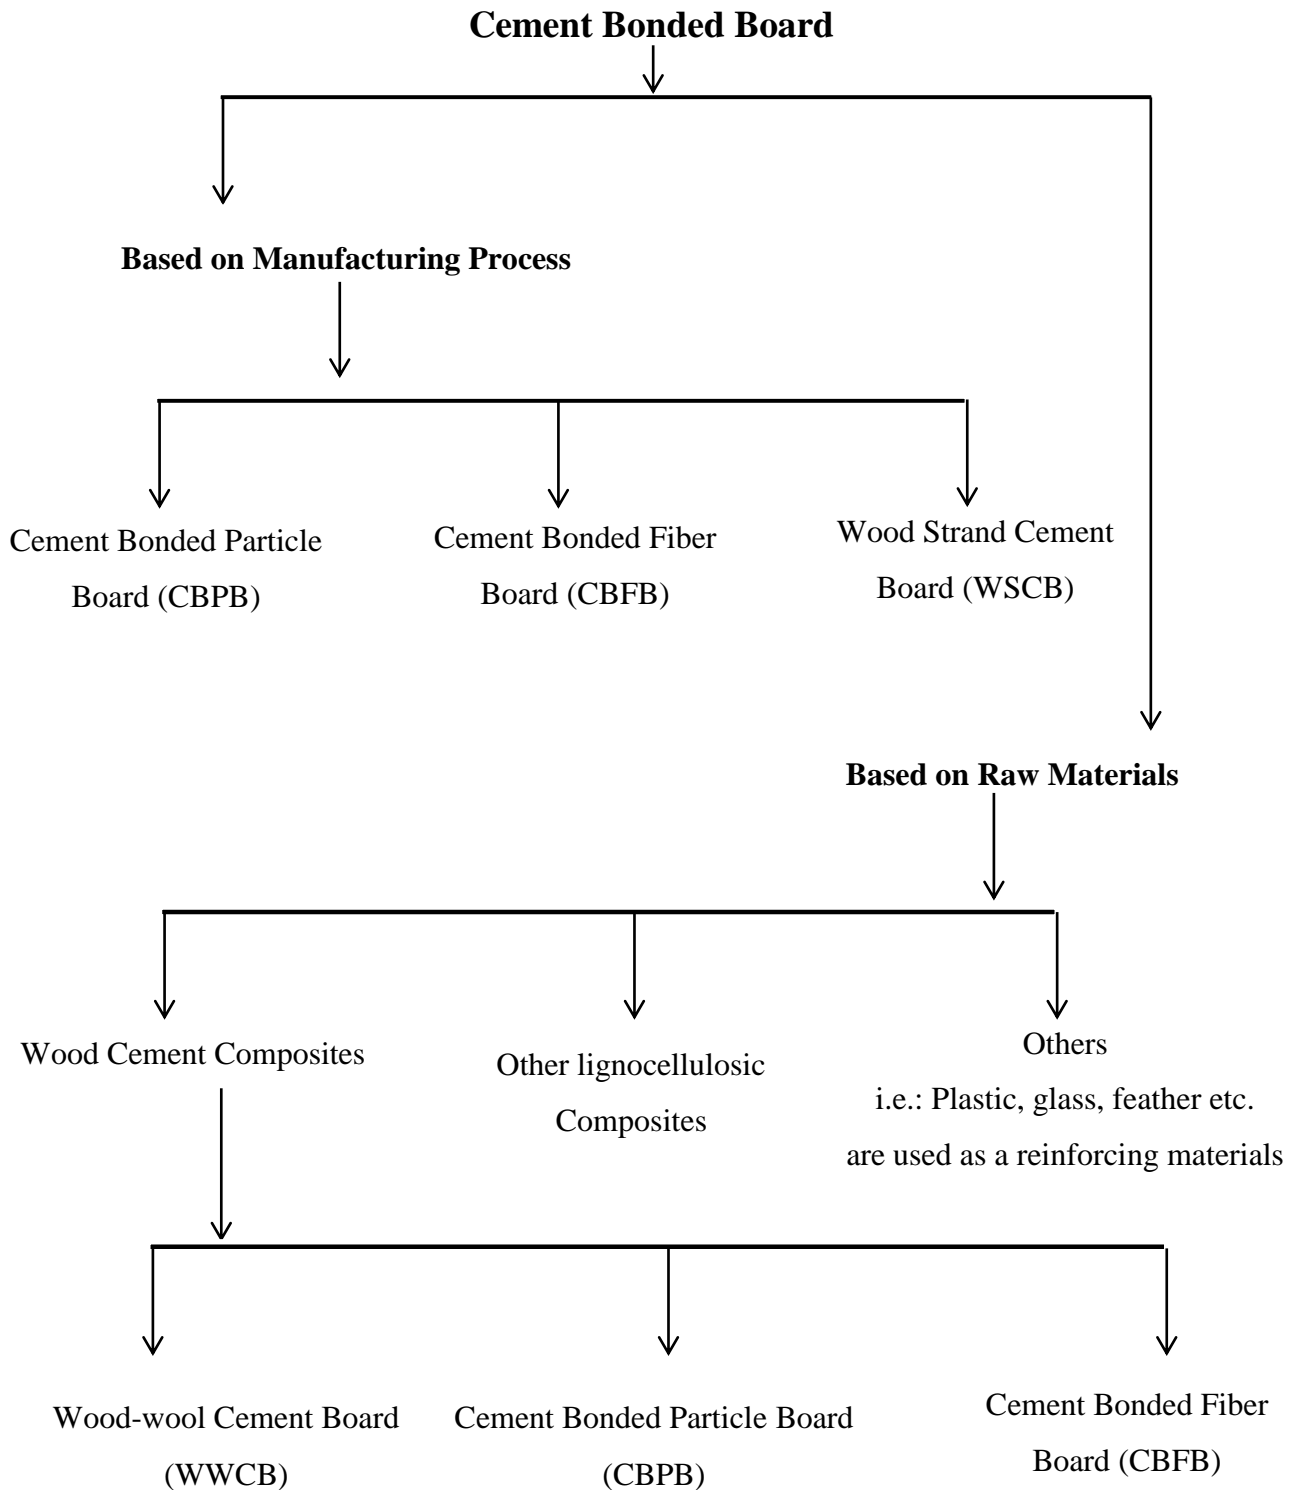 Cement Bonded Board
Based on Manufacturing Process
Cement Bonded Particle
Board (CBPB)
Cement Bonded Fiber
Board (CBFB)
Wood Strand Cement
Board (WSCB)
Based on Raw Materials
Wood Cement Composites
Other lignocellulosic
Composites
Others
i.e.: Plastic, glass, feather etc.
are used as a reinforcing materials
Wood-wool Cement Board
(WWCB)
Cement Bonded Particle Board
(CBPB)
Cement Bonded Fiber
Board (CBFB)